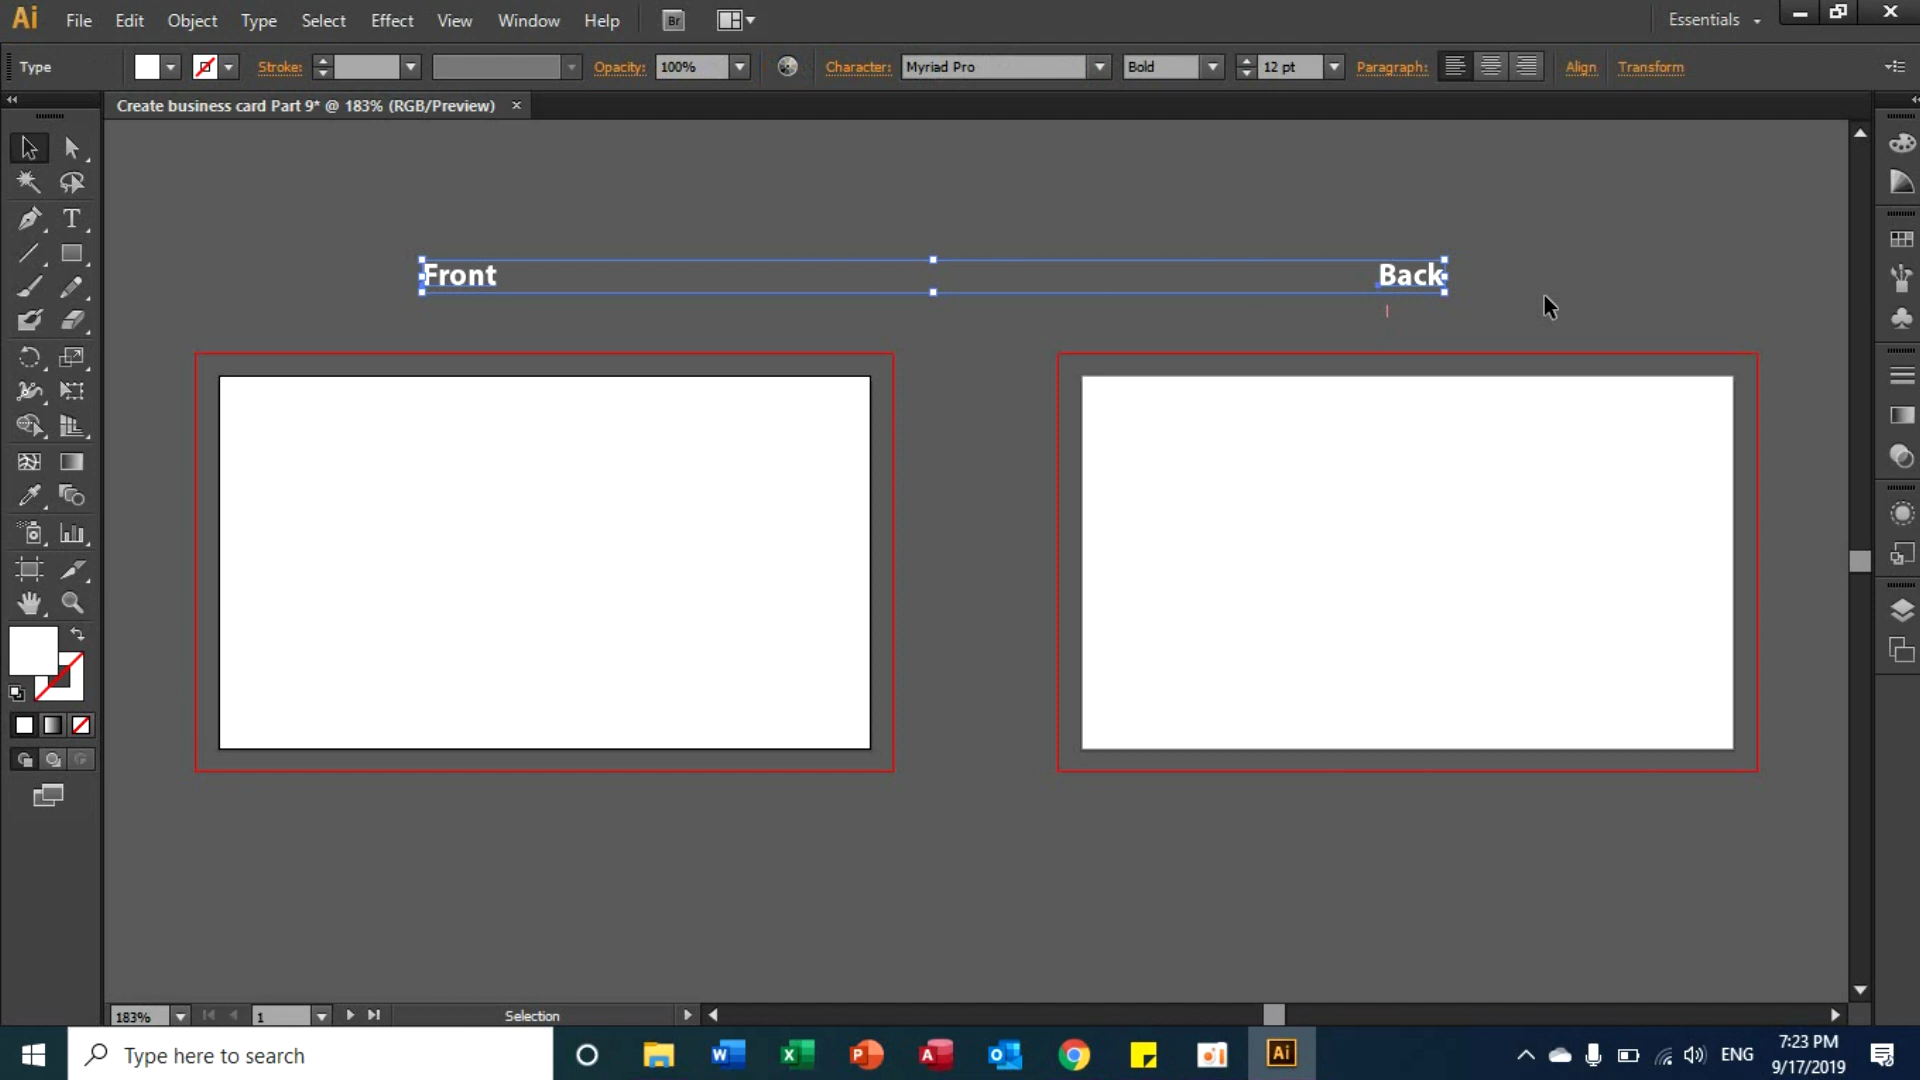 Ai File Edit Object Type Select Effect View Window Help Br Essentials
Type Stroke: Opacity: 100% Character: Myriad Pro Bold 12 pt Paragraph: Align Transform
Create business card Part 9* @ 183% (RGB/Preview) ×
T
Front Back
183% 1 Selection
Type here to search Ai ENG 7:23 PM
9/17/2019